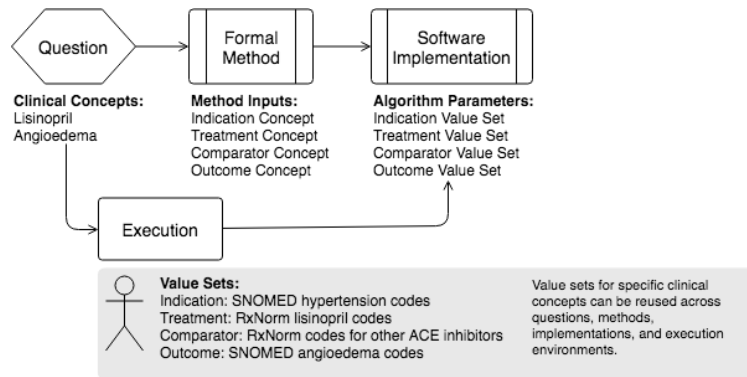 Question
Formal
Method
Software
Implementation
Clinical Concepts:
Lisinopril
Angioedema
Method Inputs:
Indication Concept
Treatment Concept
Comparator Concept
Outcome Concept
Algorithm Parameters:
Indication Value Set
Treatment Value Set
Comparator Value Set
Outcome Value Set
Execution
Value Sets:
Indication: SNOMED hypertension codes
Treatment: RxNorm lisinopril codes
Comparator: RxNorm codes for other ACE inhibitors
Outcome: SNOMED angioedema codes
Value sets for specific clinical
concepts can be reused across
questions, methods,
implementations, and execution
environments.